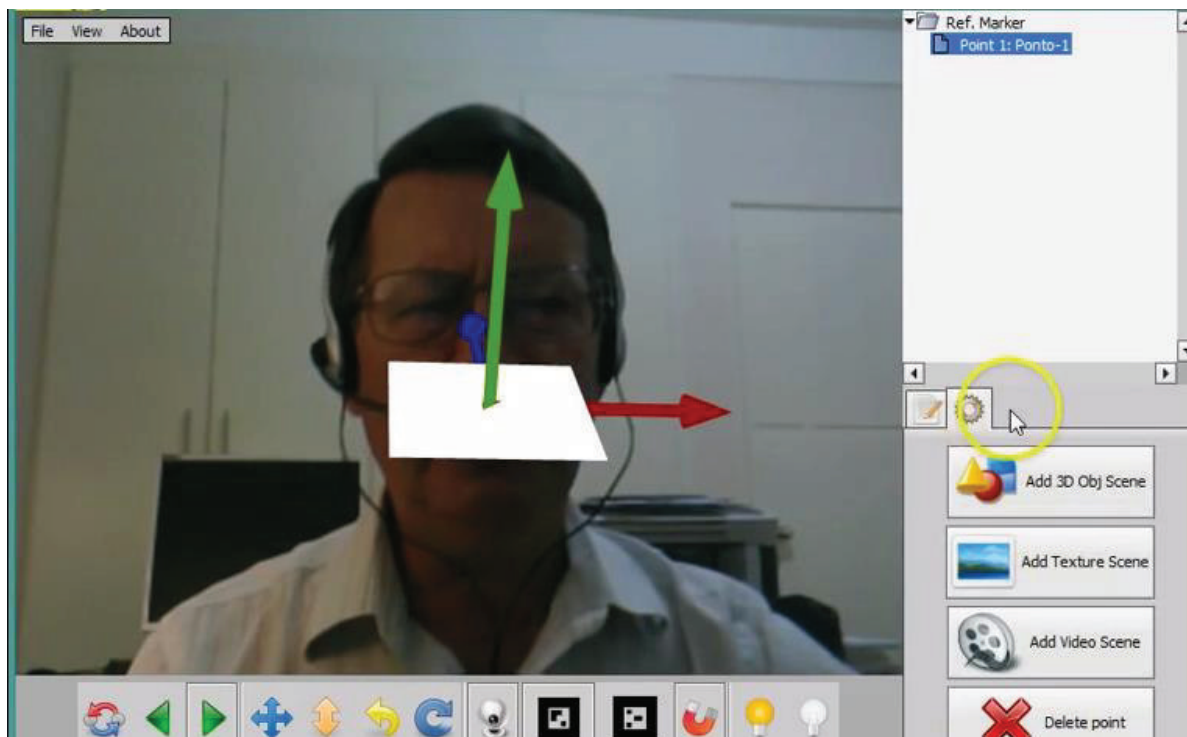 File View About
Ref. Marker
Point 1: Ponto-1
Add 3D Obj Scene
Add Texture Scene
Add Video Scene
Delete point